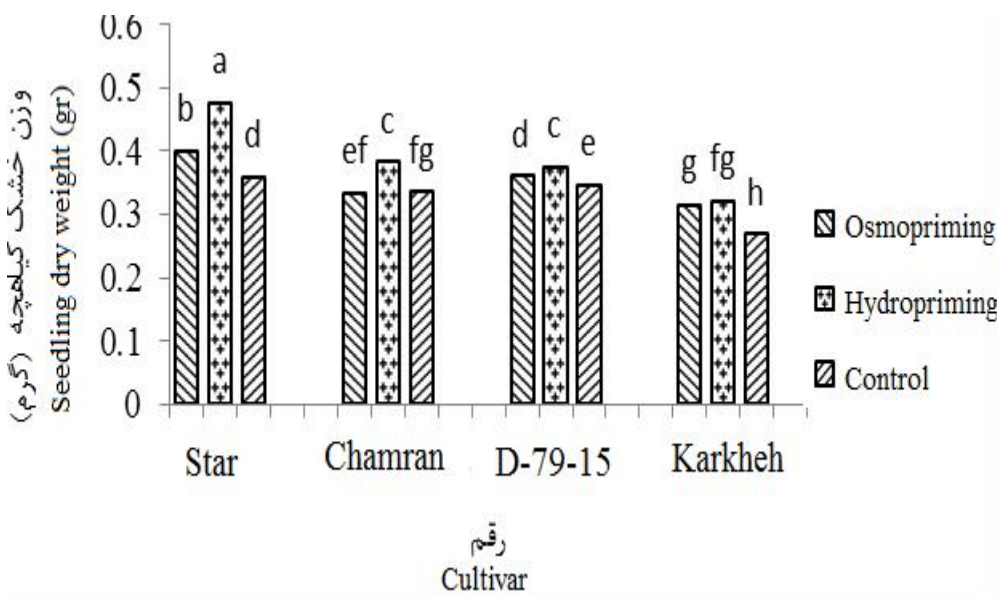 0.6
0.5
0.4
0.3
0.2
0.1
0
وزن خشک گیاهچه (گرم)
Seedling dry weight (gr)
b a d
ef c fg
d c e
g fg h
Star Chamran D-79-15 Karkheh
رقم
Cultivar
Osmopriming
Hydropriming
Control